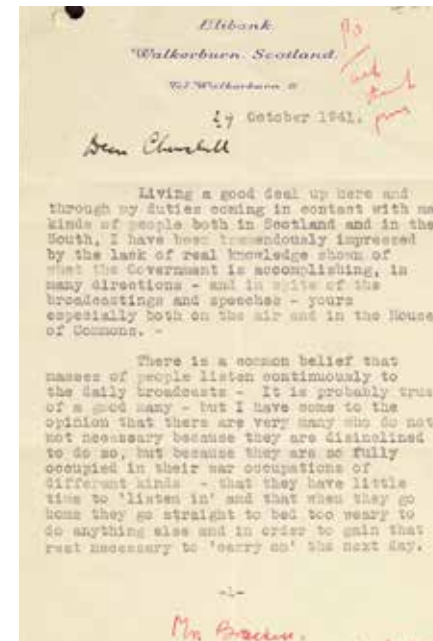 Elibank
Walkerburn. Scotland.
Tel Walkerburn 8
October 1941.
Dear Churchill
Living a good deal up here and
through my duties coming in contact with
kinds of people both in Scotland and in the
South, I have been tremendously impressed
by the lack of real knowledge shown of
what the Government is accomplishing, in
many directions - and in spite of the
broadcastings and speeches - yours
especially both on the air and in the House
of Commons. -
There is a common belief that
masses of people listen continuously to
the daily broadcasts - It is probably true
of a good many - but I have come to the
opinion that there are very many who do not
not necessary because they are disinclined
to do so, but because they are so fully
occupied in their war occupations of
different kinds - that they have little
time to 'listen in' and that when they go
home they go straight to bed too weary to
do anything else and in order to gain that
rest necessary to 'carry on' the next day.
-1-